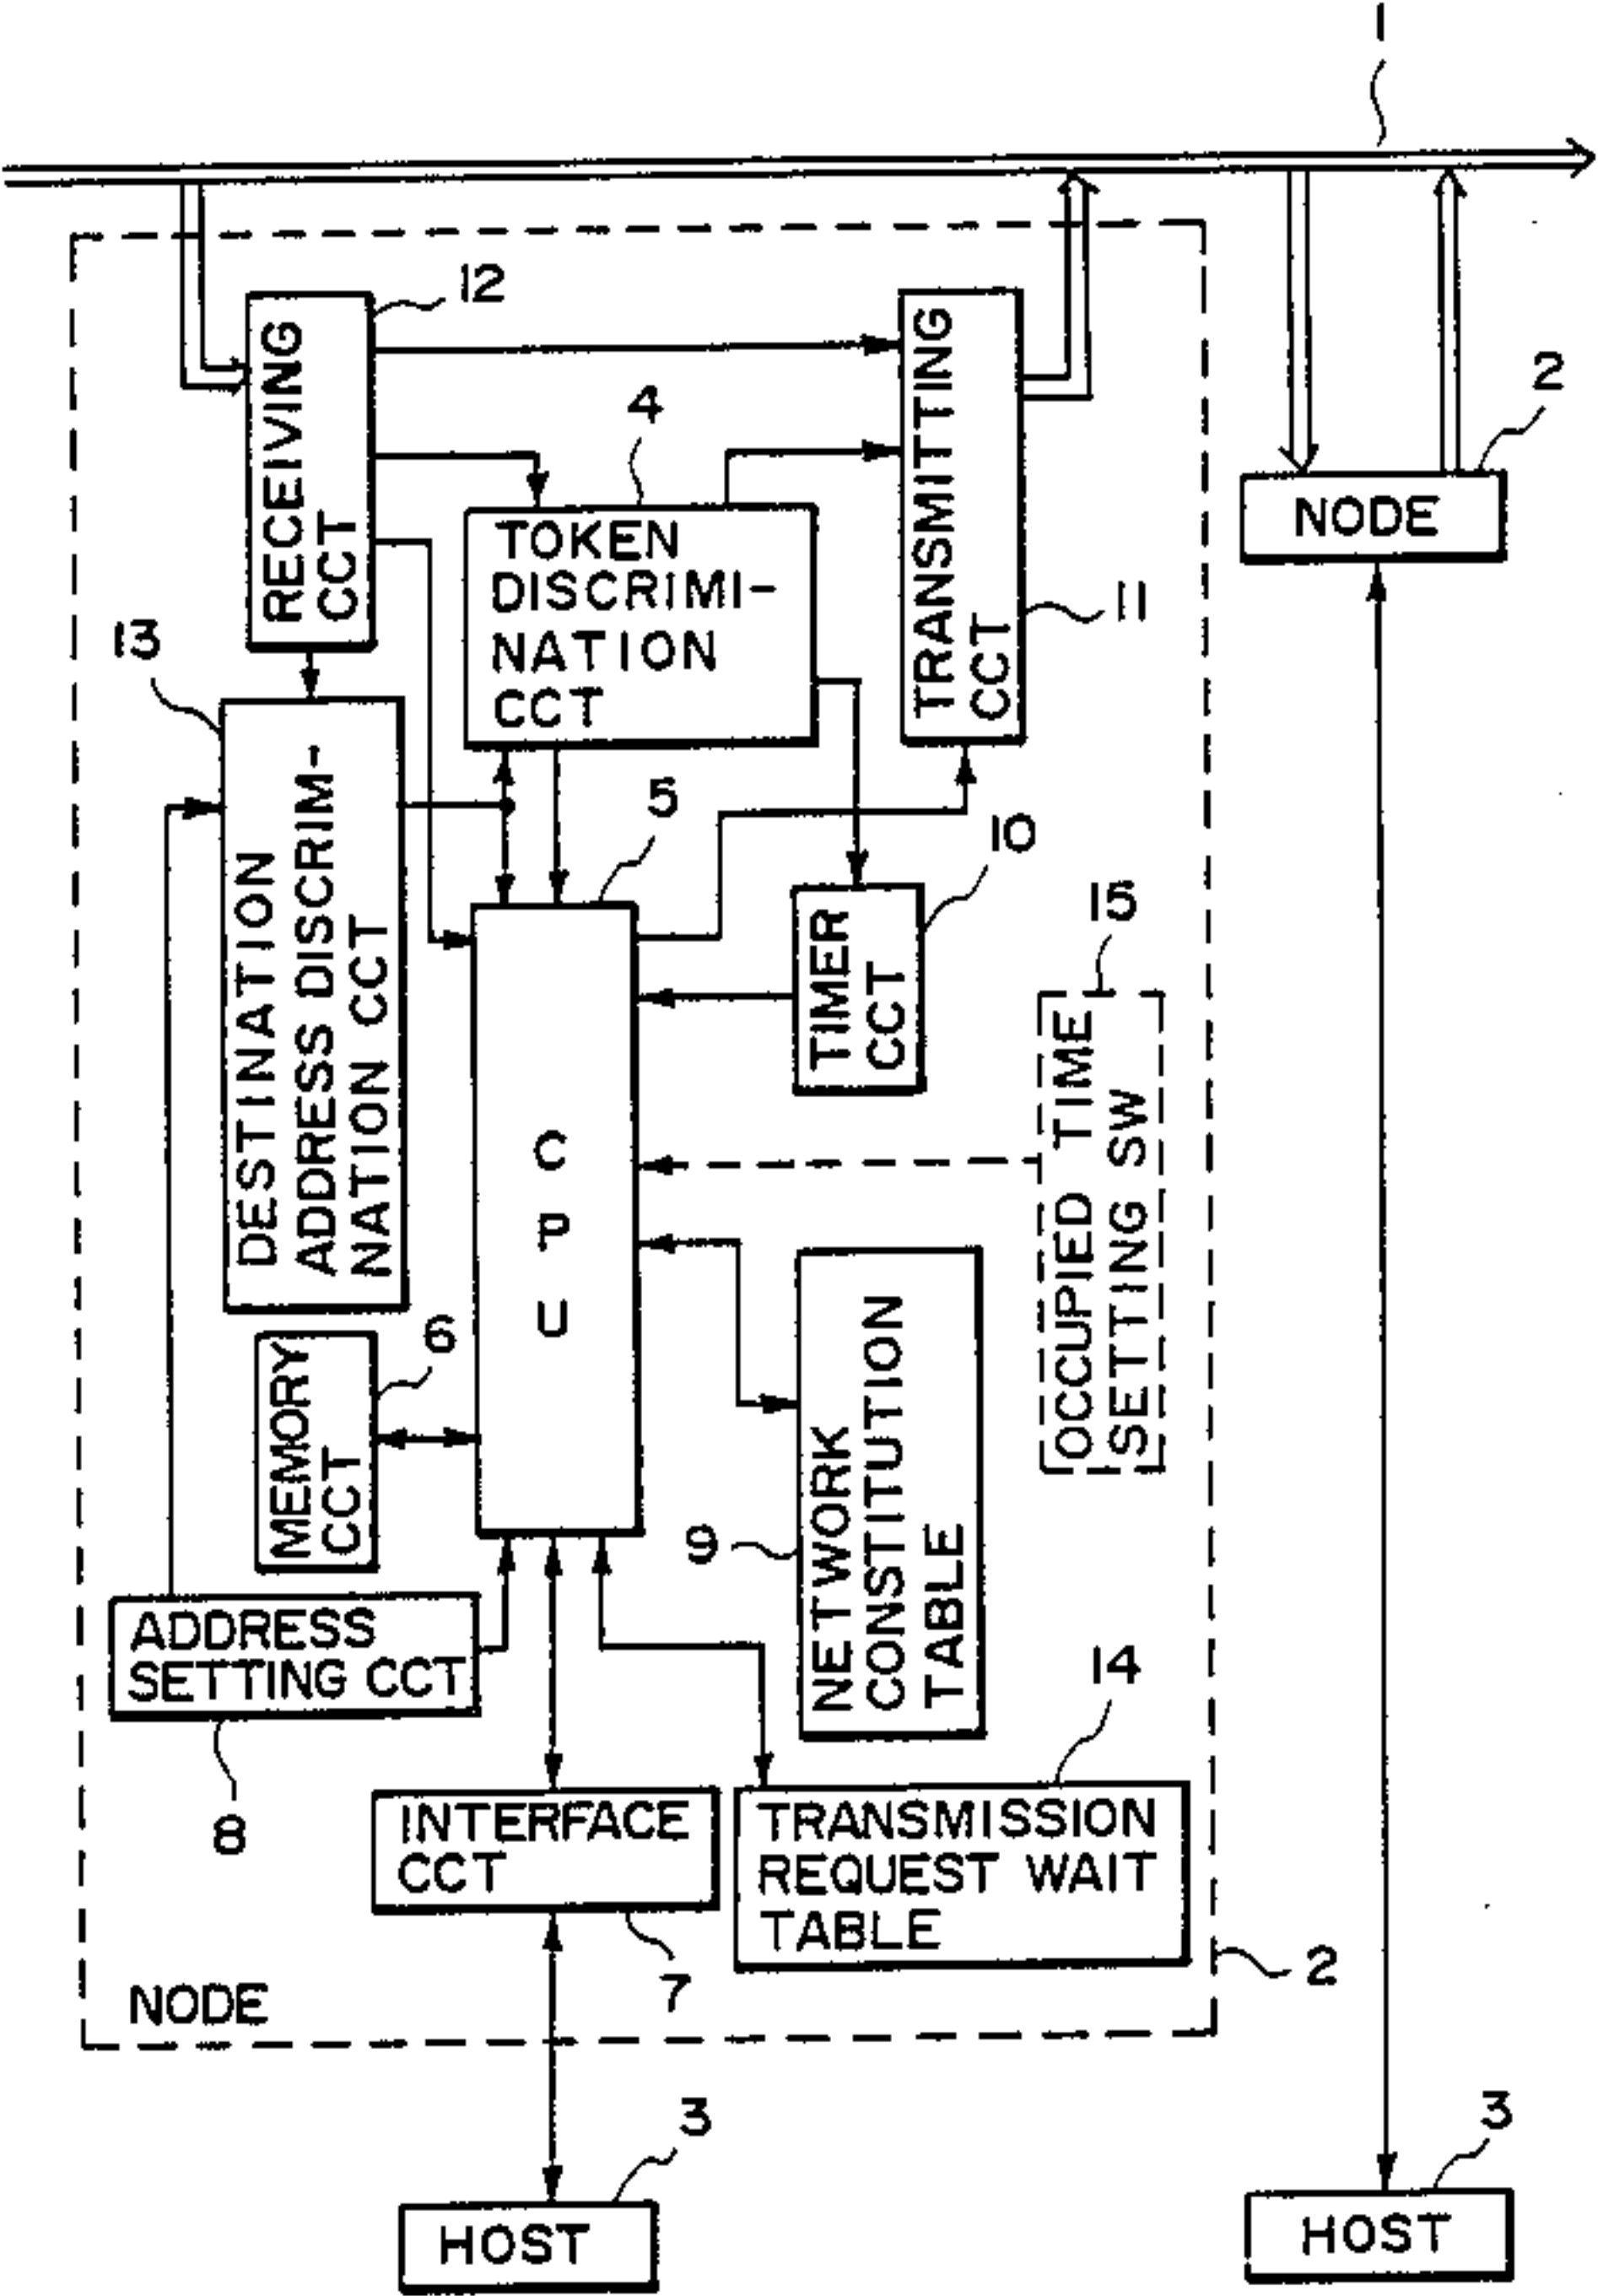 1
12
RECEIVING
CCT
4
TRANSMITTING
CCT
2
NODE
TOKEN
DISCRIMI-
NATION
CCT
11
13
DESTINATION
ADDRESS DISCRIM-
NATION CCT
5
10
TIMER
CCT
15
OCCUPIED TIME
SETTING SW
C
P
U
6
MEMORY
CCT
9
NETWORK
CONSTITUTION
TABLE
ADDRESS
SETTING CCT
8
14
INTERFACE
CCT
7
TRANSMISSION
REQUEST WAIT
TABLE
NODE
2
3
HOST
3
HOST